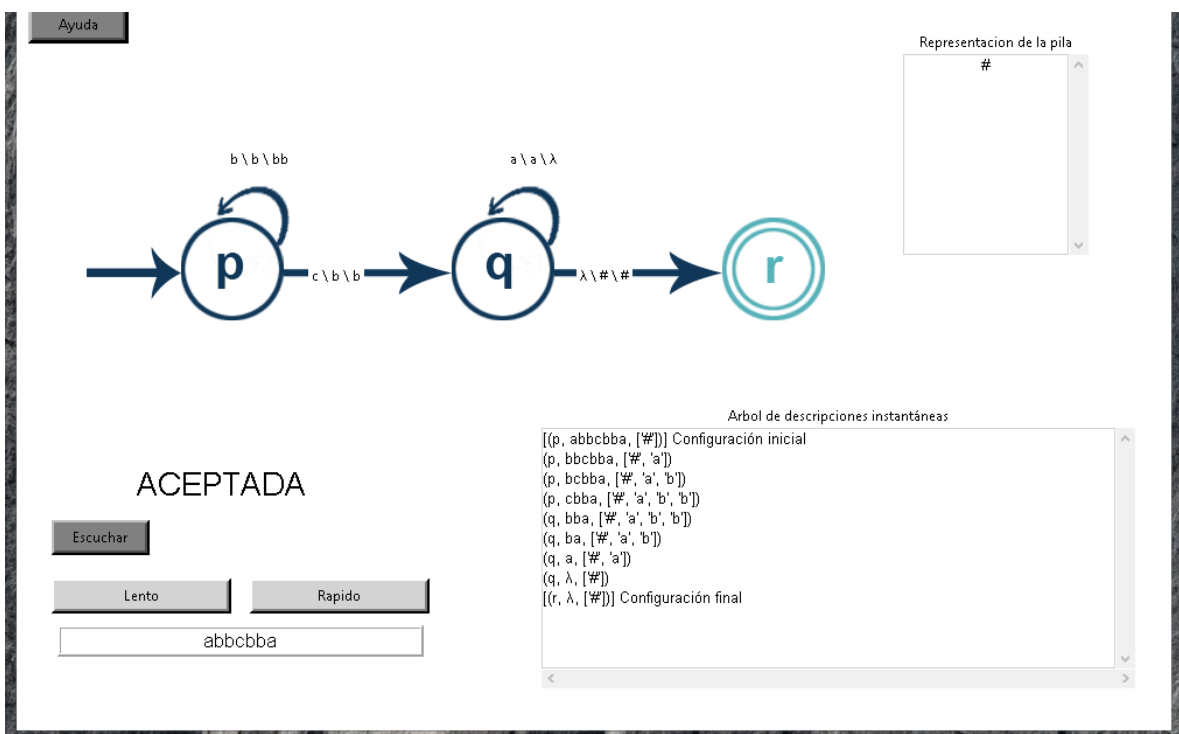 Ayuda
Representacion de la pila
#
b \ b \ bb
a \ a \ λ
p
c \ b \ b
q
λ \ # \ #
r
Arbol de descripciones instantáneas
[(p, abbcbba, ['#'])] Configuración inicial
(p, bbcbba, ['#', 'a'])
(p, bcbba, ['#', 'a', 'b'])
(p, cbba, ['#', 'a', 'b', 'b'])
(q, bba, ['#', 'a', 'b', 'b'])
(q, ba, ['#', 'a', 'b'])
(q, a, ['#', 'a'])
(q, λ, ['#'])
[(r, λ, ['#'])] Configuración final
ACEPTADA
Escuchar
Lento
Rapido
abbcbba